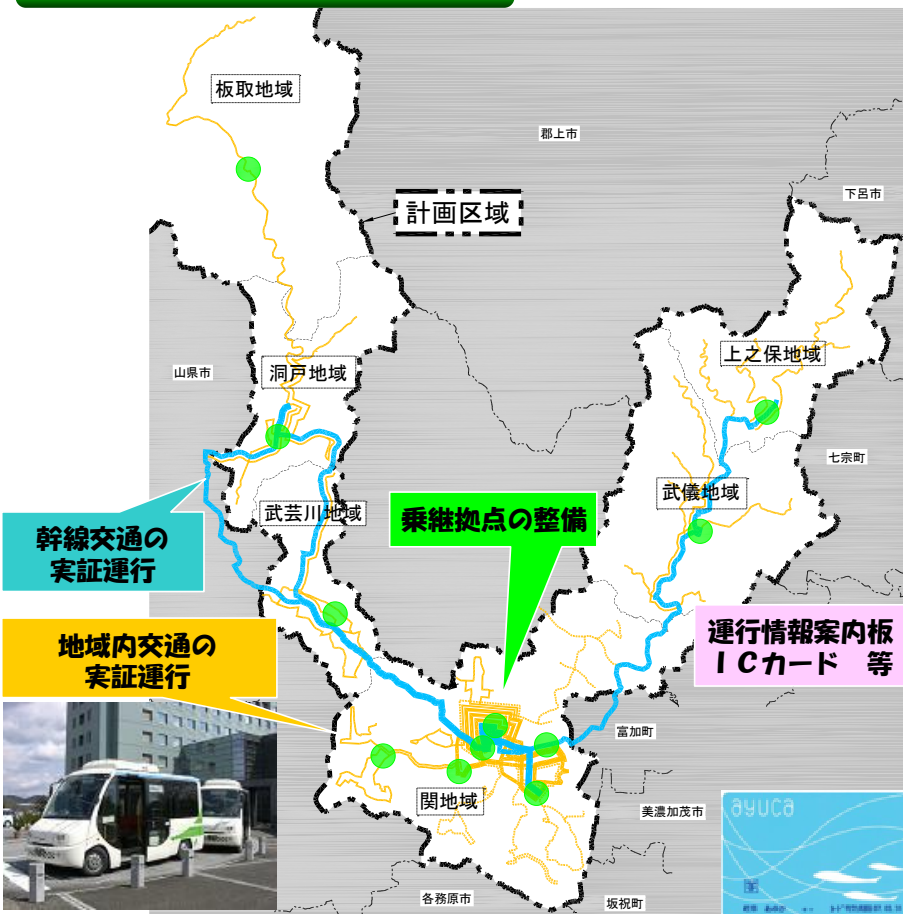 板取地域
郡上市
下呂市
計画区域
上之保地域
山県市
洞戸地域
七宗町
武儀地域
武芸川地域
乗継拠点の整備
幹線交通の
実証運行
運行情報案内板
ICカード 等
地域内交通の
実証運行
富加町
関地域
美濃加茂市
ayuca
各務原市
坂祝町